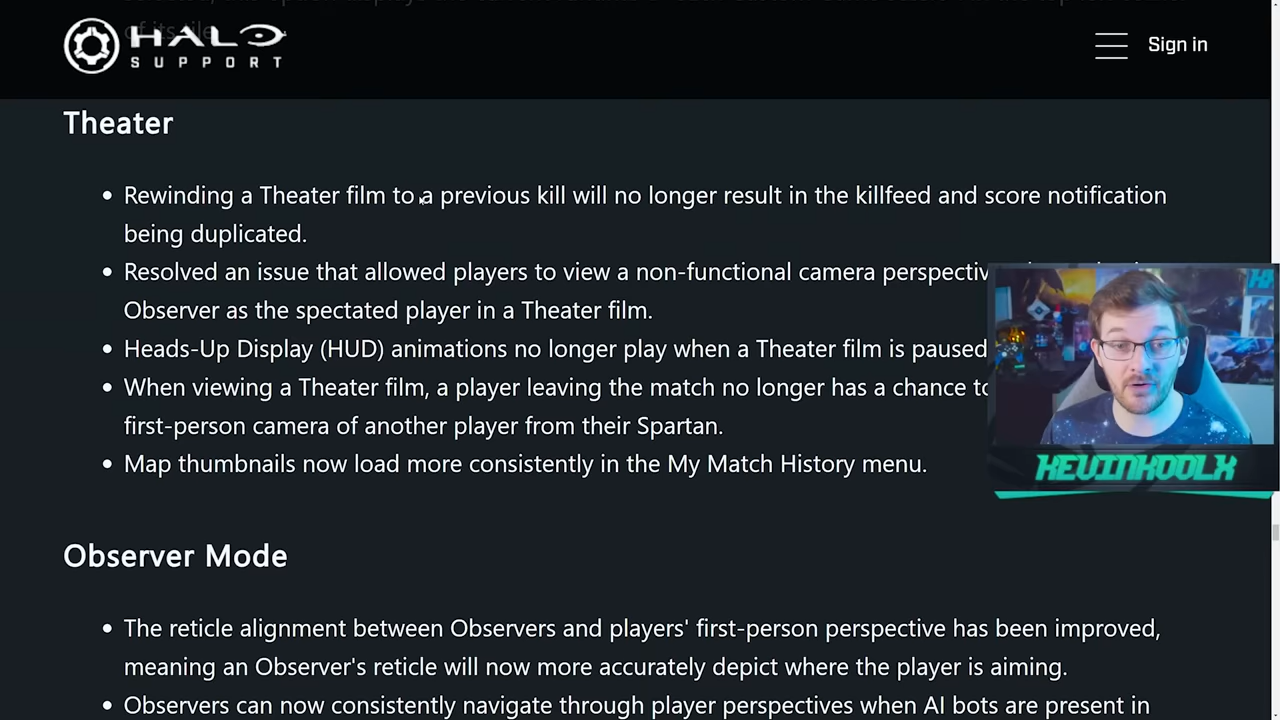 HALO
SUPPORT
Sign in
Theater
Rewinding a Theater film to a previous kill will no longer result in the killfeed and score notification
being duplicated.
Resolved an issue that allowed players to view a non-functional camera
Observer as the spectated player in a Theater film.
Heads-Up Display (HUD) animations no longer play when a Theater film is paused
When viewing a Theater film, a player leaving the match no longer has a chance
first-person camera of another player from their Spartan.
Map thumbnails now load more consistently in the My Match History menu.
KEVINKOOLX
Observer Mode
The reticle alignment between Observers and players' first-person perspective has been improved,
meaning an Observer's reticle will now more accurately depict where the player is aiming.
Observers can now consistently navigate through player perspectives when AI bots are present in